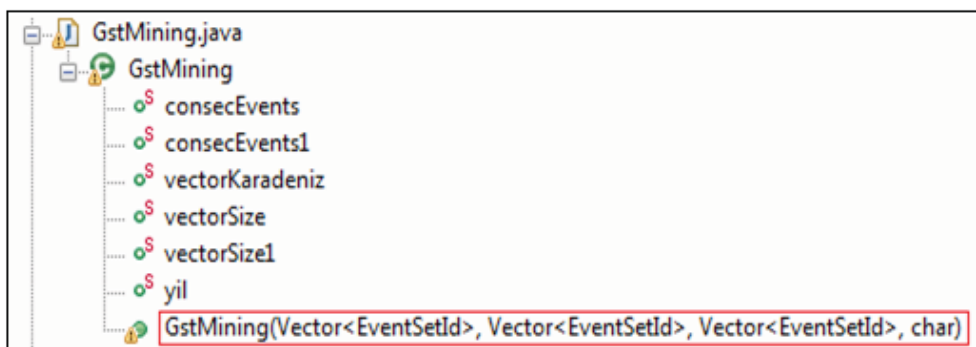 GstMining.java
GstMining
consecEvents
consecEvents1
vectorKaradeniz
vectorSize
vectorSize1
yil
GstMining(Vector<EventSetId>, Vector<EventSetId>, Vector<EventSetId>, char)